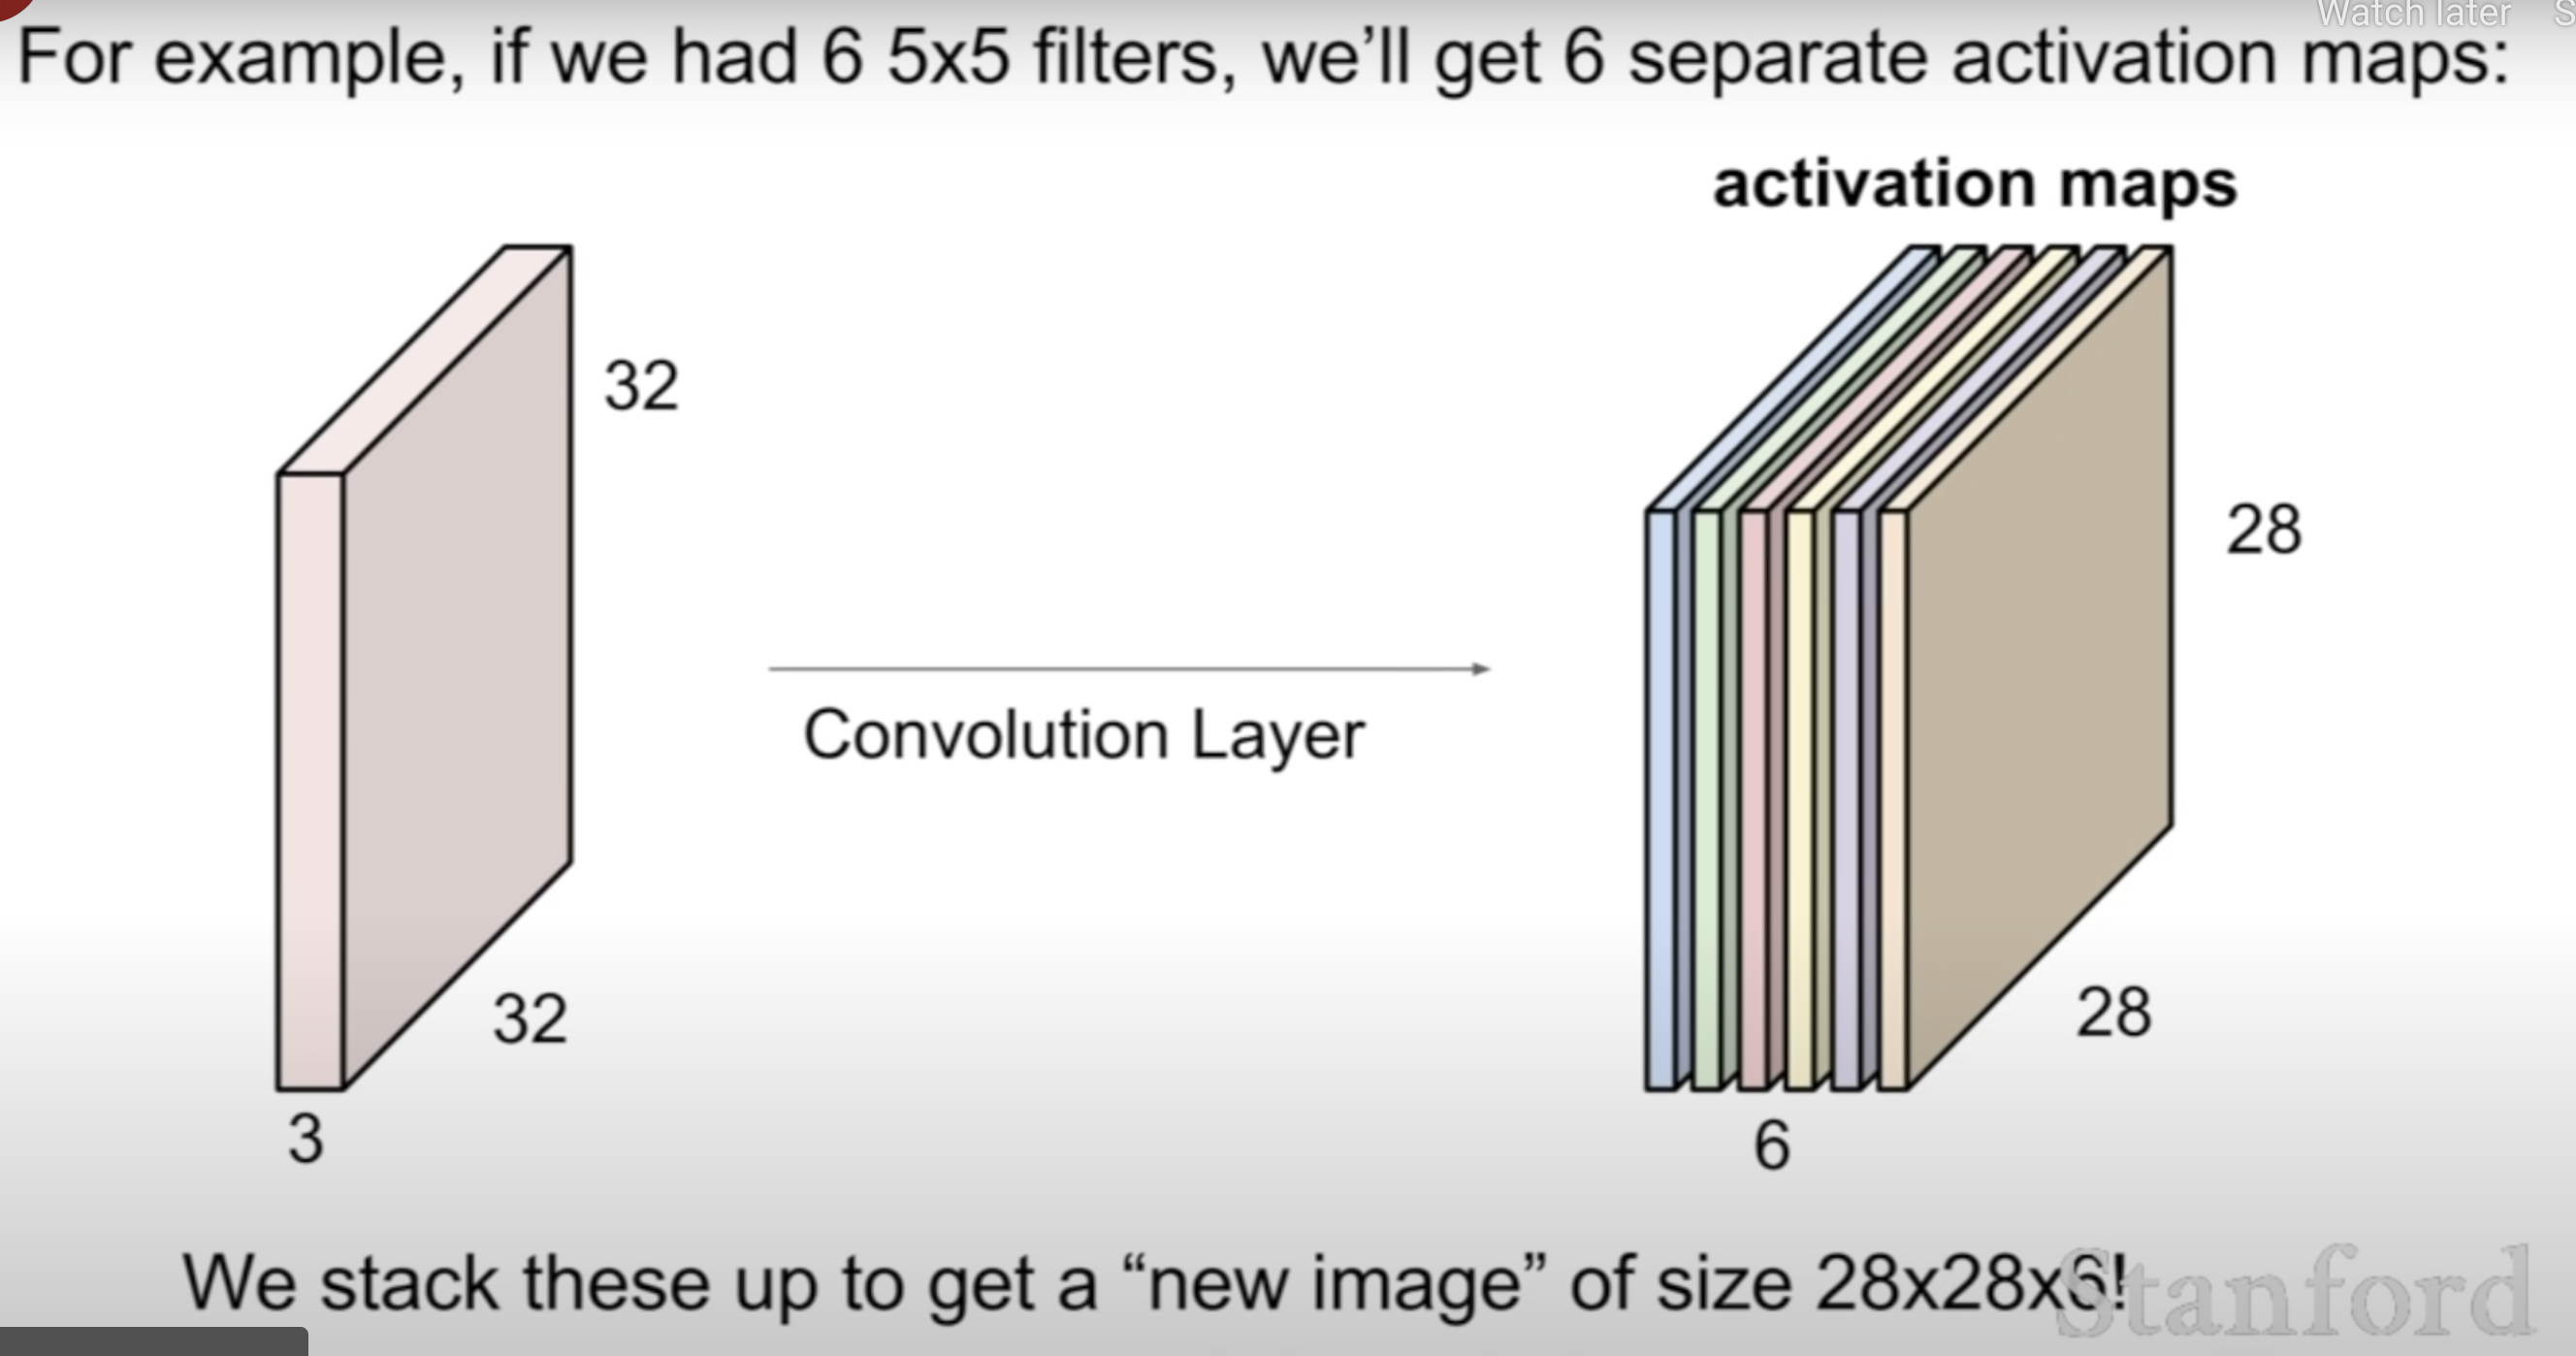 Watch later
For example, if we had 6 5x5 filters, we’ll get 6 separate activation maps:
activation maps
32
28
Convolution Layer
32
28
3
6
We stack these up to get a “new image” of size 28x28x6!
Stanford